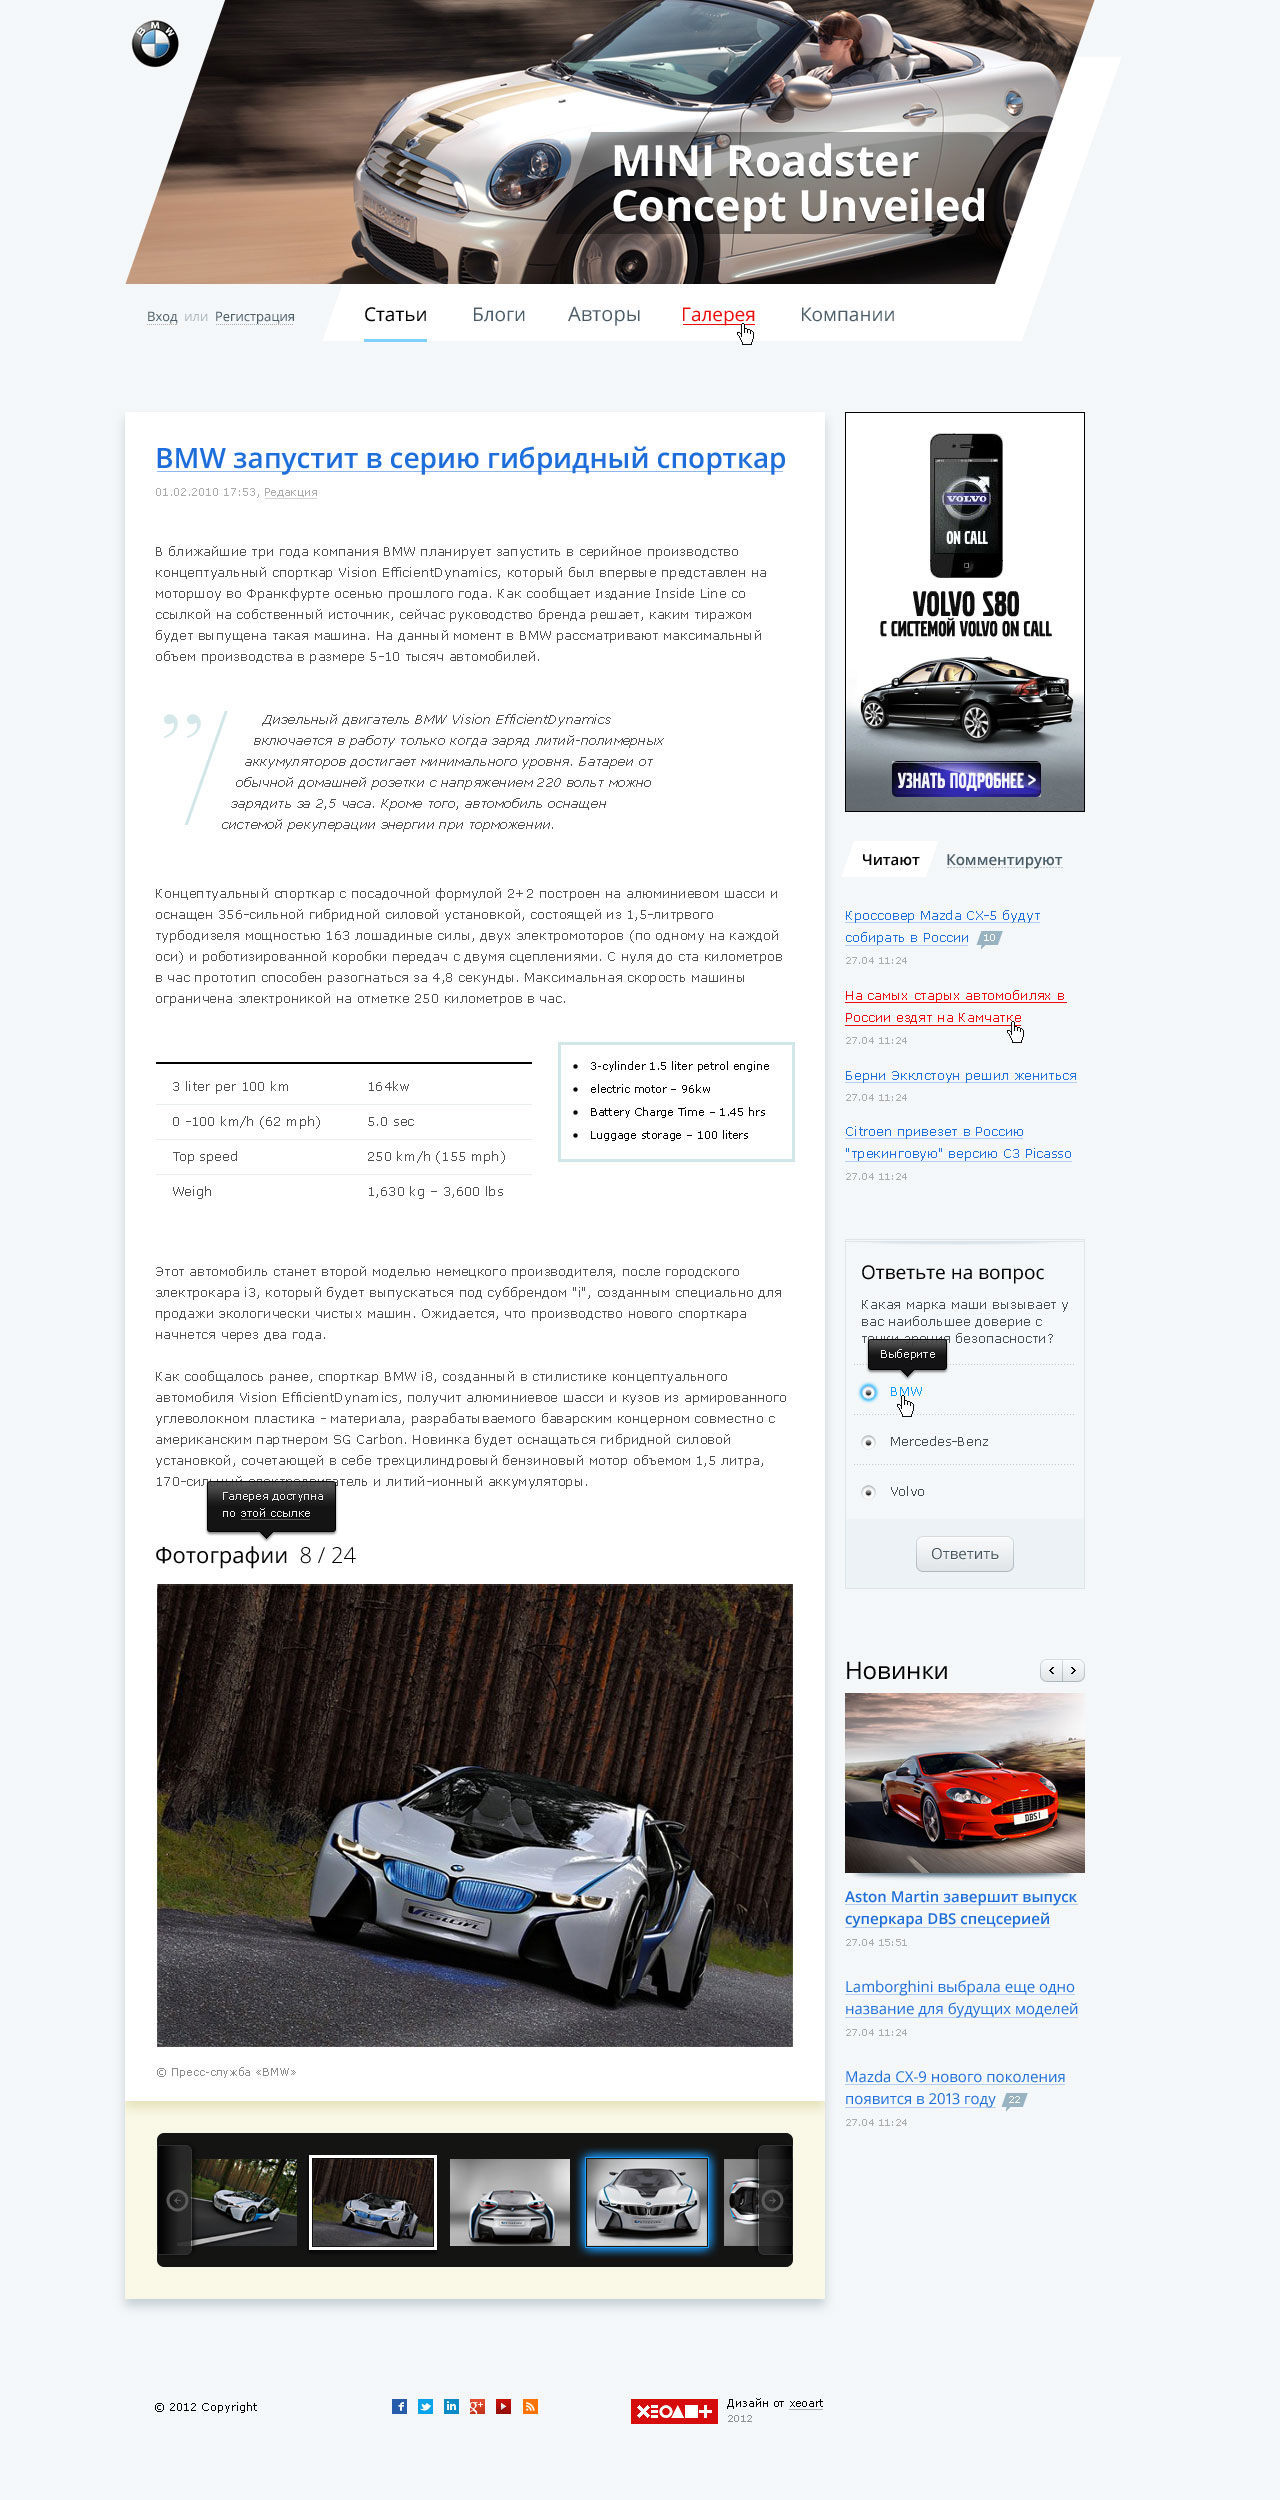 BMW
MINI Roadster
Concept Unveiled
Вход или Регистрация
Статьи
Блоги
Авторы
Галерея
Компании
BMW запустит в серию гибридный спорткар
01.02.2010 17:53, Редакция
В ближайшие три года компания BMW планирует запустить в серийное производство
концептуальный спорткар Vision EfficientDynamics, который был впервые представлен на
моторшоу во Франкфурте осенью прошлого года. Как сообщает издание Inside Line со
ссылкой на собственный источник, сейчас руководство бренда решает, каким тиражом
будет выпущена такая машина. На данный момент в BMW рассматривают максимальный
объем производства в размере 5-10 тысяч автомобилей.
Дизельный двигатель BMW Vision EfficientDynamics
включается в работу только когда заряд литий-полимерных
аккумуляторов достигает минимального уровня. Батареи от
обычной домашней розетки с напряжением 220 вольт можно
зарядить за 2,5 часа. Кроме того, автомобиль оснащен
системой рекуперации энергии при торможении.
Концептуальный спорткар с посадочной формулой 2+2 построен на алюминиевом шасси и
оснащен 356-сильной гибридной силовой установкой, состоящей из 1,5-литрвого
турбодизеля мощностью 163 лошадиные силы, двух электромоторов (по одному на каждой
оси) и роботизированной коробки передач с двумя сцеплениями. С нуля до ста километров
в час прототип способен разогнаться за 4,8 секунды. Максимальная скорость машины
ограничена электроникой на отметке 250 километров в час.
3 liter per 100 km 164kw
0 -100 km/h (62 mph) 5.0 sec
Top speed 250 km/h (155 mph)
Weigh 1,630 kg – 3,600 lbs
• 3-cylinder 1.5 liter petrol engine
• electric motor – 96kw
• Battery Charge Time – 1.45 hrs
• Luggage storage – 100 liters
Этот автомобиль станет второй моделью немецкого производителя, после городского
электрокара i3, который будет выпускаться под суббрендом "i", созданным специально для
продажи экологически чистых машин. Ожидается, что производство нового спорткара
начнется через два года.
Как сообщалось ранее, спорткар BMW i8, созданный в стилистике концептуального
автомобиля Vision EfficientDynamics, получит алюминиевое шасси и кузов из армированного
углеволокном пластика - материала, разрабатываемого баварским концерном совместно с
американским партнером SG Carbon. Новинка будет оснащаться гибридной силовой
установкой, сочетающей в себе трехцилиндровый бензиновый мотор объемом 1,5 литра,
170-сильный электродвигатель и литий-ионный аккумуляторы.
Галерея доступна
по этой ссылке
Фотографии 8 / 24
Vision
© Пресс-служба «BMW»
VOLVO
ON CALL
VOLVO S80
С СИСТЕМОЙ VOLVO ON CALL
УЗНАТЬ ПОДРОБНЕЕ >
Читают
Комментируют
Кроссовер Mazda CX-5 будут
собирать в России 10
27.04 11:24
На самых старых автомобилях в
России ездят на Камчатке
27.04 11:24
Берни Экклстоун решил жениться
27.04 11:24
Citroen привезет в Россию
"трекинговую" версию C3 Picasso
27.04 11:24
Ответьте на вопрос
Какая марка маши вызывает у
вас наибольшее доверие с
точки зрения безопасности?
Выберите
BMW
Mercedes-Benz
Volvo
Ответить
Новинки
DBS 1
Aston Martin завершит выпуск
суперкара DBS спецсерией
27.04 15:51
Lamborghini выбрала еще одно
название для будущих моделей
27.04 11:24
Mazda CX-9 нового поколения
появится в 2013 году 22
27.04 11:24
© 2012 Copyright
Дизайн от xeoart
2012